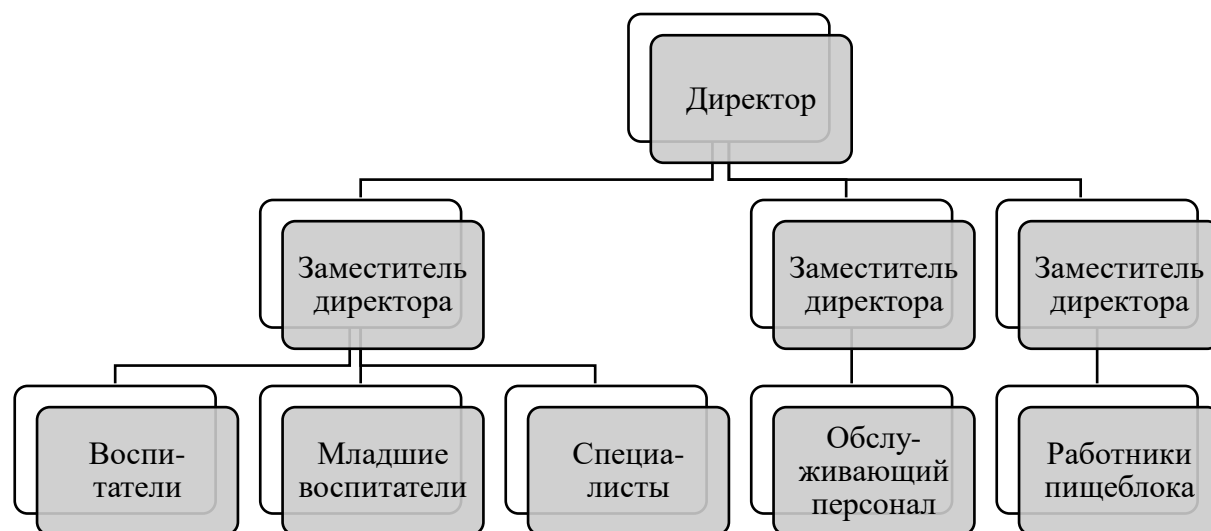 Директор
Заместитель
директора
Заместитель
директора
Заместитель
директора
Воспи-
татели
Младшие
воспитатели
Специа-
листы
Обслу-
живающий
персонал
Работники
пищеблока